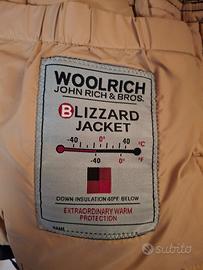 WOOLRICH
JOHN RICH & BROS.
BLIZZARD
JACKET
-40 0° +40 °C
-40 0° °F
DOWN INSULATION 40°F BELOW
EXTRAORDINARY WARM
PROTECTION
NAME
subito